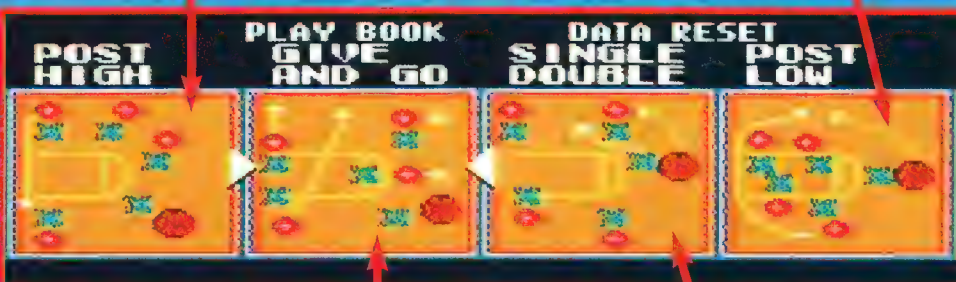 PLAY BOOK DATA RESET
POST GIVE SINGLE POST
HIGH AND GO DOUBLE LOW